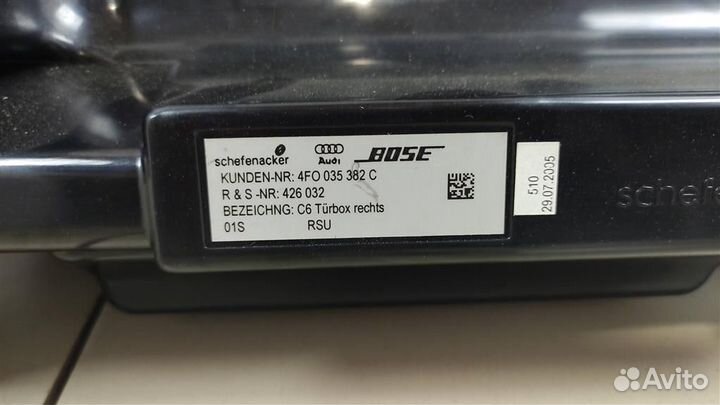 schefenacker Audi BOSE
KUNDEN-NR: 4FO 035 382 C
R & S -NR: 426 032
BEZEICHNG: C6 Türbox rechts
01S RSU
510
29.07.2005
schefena
Avito